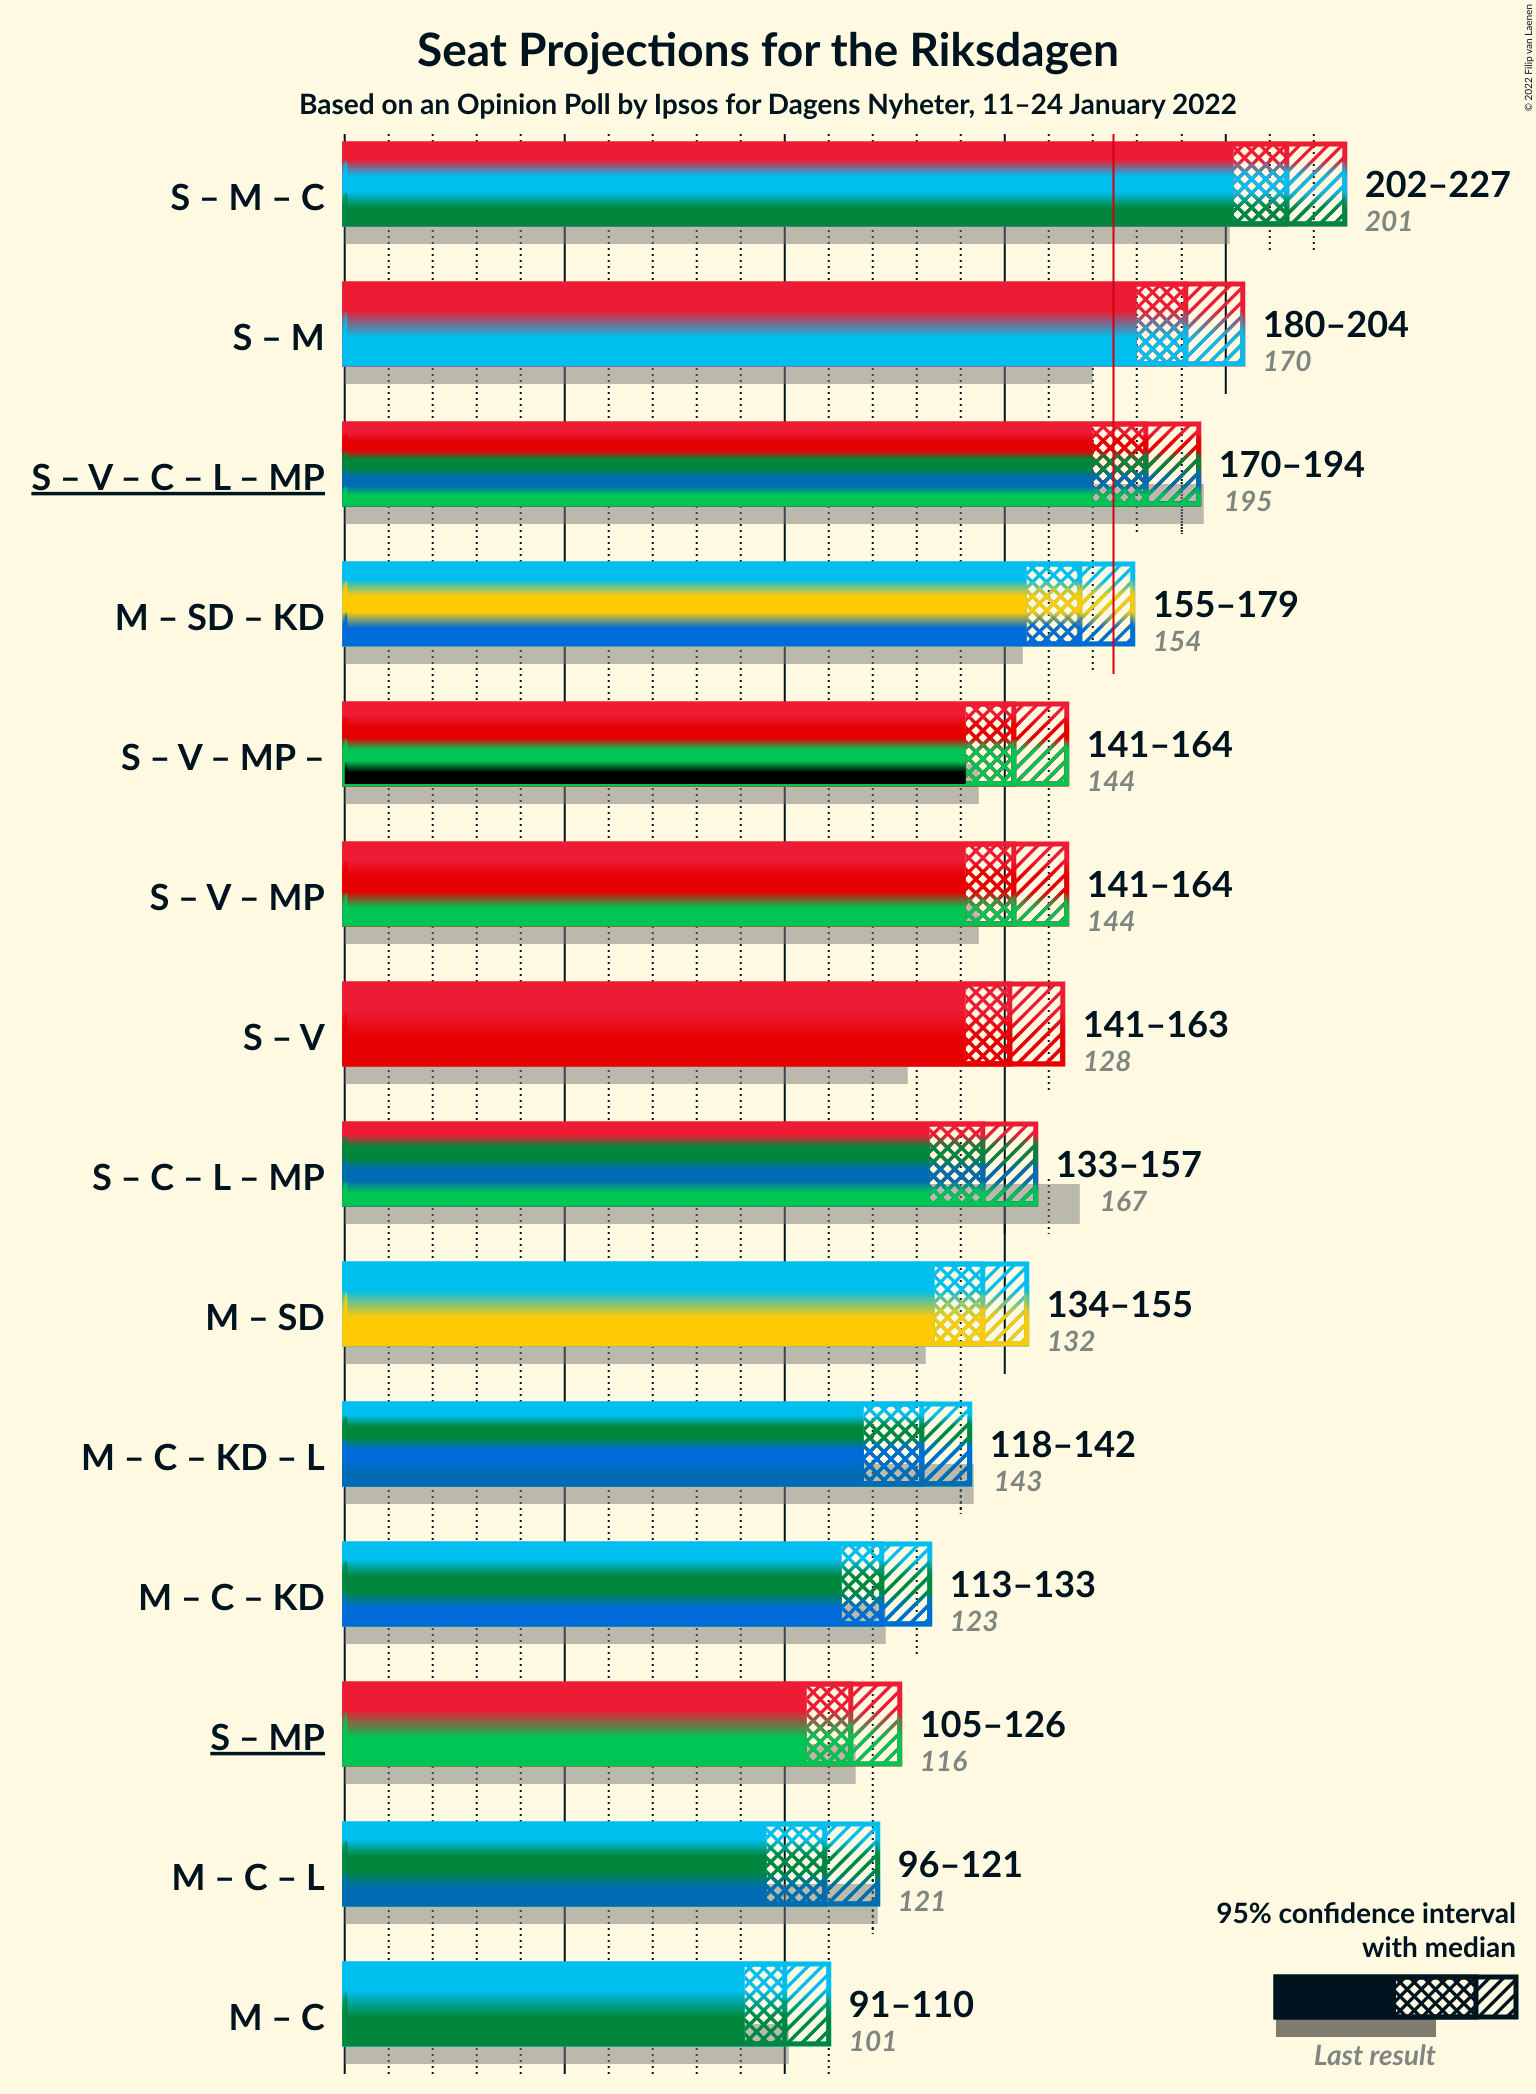 Seat Projections for the Riksdagen
Based on an Opinion Poll by Ipsos for Dagens Nyheter, 11–24 January 2022
© 2022 Filip van Laenen
S – M – C
202–227
201
S – M
180–204
170
S – V – C – L – MP
170–194
195
M – SD – KD
155–179
154
S – V – MP –
141–164
144
S – V – MP
141–164
144
S – V
141–163
128
S – C – L – MP
133–157
167
M – SD
134–155
132
M – C – KD – L
118–142
143
M – C – KD
113–133
123
S – MP
105–126
116
M – C – L
96–121
121
M – C
91–110
101
95% confidence interval
with median
Last result